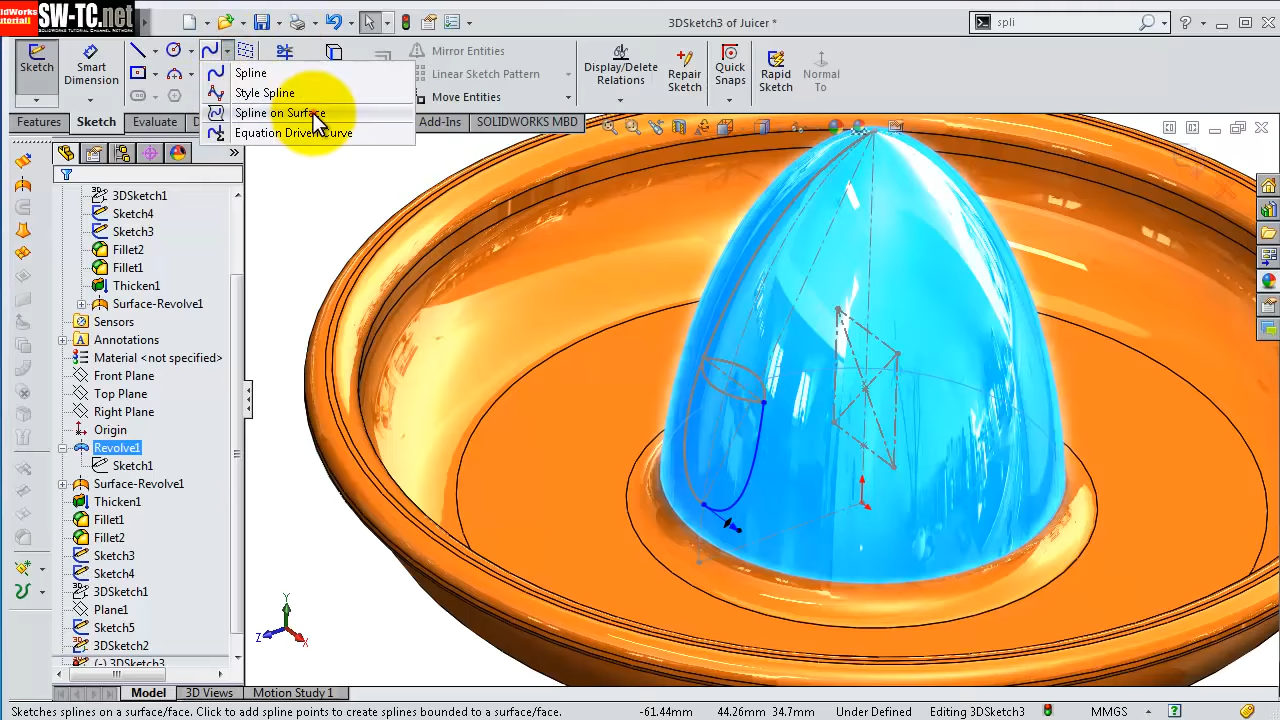 SolidWorks
Tutorial!
SW-TC.net
3DSketch3 of Juicer *
spli
Sketch
Smart
Dimension
Mirror Entities
Linear Sketch Pattern
Move Entities
Display/Delete
Relations
Repair
Sketch
Quick
Snaps
Rapid
Sketch
Normal
To
Spline
Style Spline
Spline on Surface
Equation Driven Curve
Features
Sketch
Evaluate
D
Add-Ins
SOLIDWORKS MBD
3DSketch1
Sketch4
Sketch3
Fillet2
Fillet1
Thicken1
Surface-Revolve1
Sensors
Annotations
Material <not specified>
Front Plane
Top Plane
Right Plane
Origin
Revolve1
Sketch1
Surface-Revolve1
Thicken1
Fillet1
Fillet2
Sketch3
Sketch4
3DSketch1
Plane1
Sketch5
3DSketch2
(-) 3DSketch3
Y
Z
X
Model
3D Views
Motion Study 1
Sketches splines on a surface/face. Click to add spline points to create splines bounded to a surface/face.
-61.44mm
44.26mm 34.7mm
Under Defined
Editing 3DSketch3
MMGS